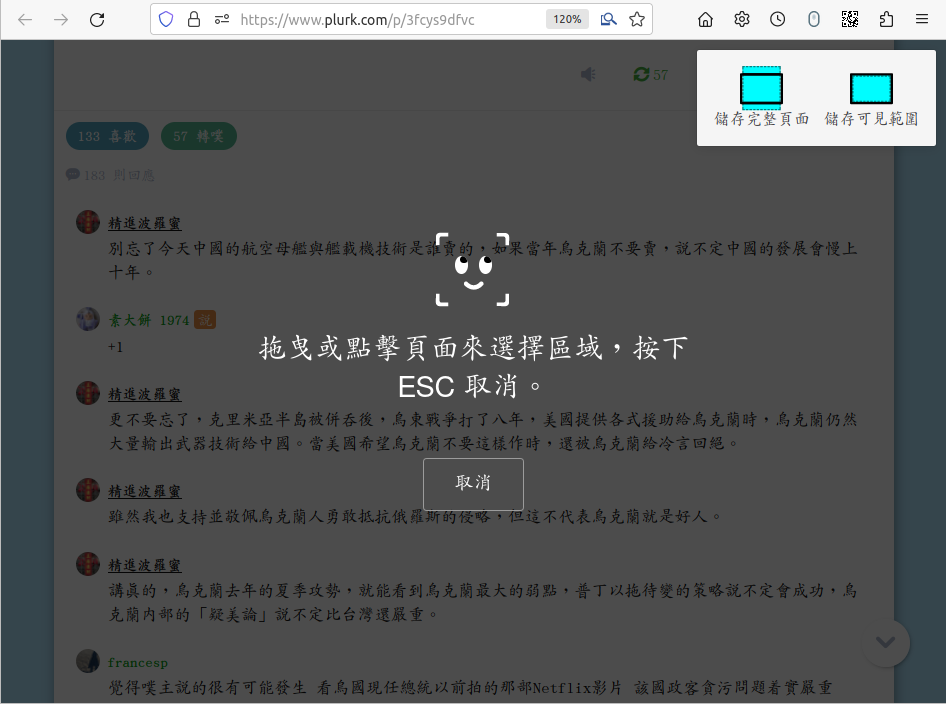 https://www.plurk.com/p/3fcys9dfvc
120%
57
儲存完整頁面
儲存可見範圍
133 喜歡
57 轉噗
183 則回應
精進波羅蜜
別忘了今天中國的航空母艦與艦載機技術是誰賣的，如果當年烏克蘭不要賣，說不定中國的發展會慢上
十年。
素大餅 1974 說
+1
拖曳或點擊頁面來選擇區域，按下
ESC 取消。
精進波羅蜜
更不要忘了，克里米亞半島被併吞後，烏東戰爭打了八年，美國提供各式援助給烏克蘭時，烏克蘭仍然
大量輸出武器技術給中國。當美國希望烏克蘭不要這樣作時，還被烏克蘭給冷言回絕。
取消
精進波羅蜜
雖然我也支持並敬佩烏克蘭人勇敢抵抗俄羅斯的侵略，但這不代表烏克蘭就是好人。
精進波羅蜜
講真的，烏克蘭去年的夏季攻勢，就能看到烏克蘭最大的弱點，普丁以拖待變的策略說不定會成功，烏
克蘭內部的「疑美論」說不定比台灣還嚴重。
francesp
覺得噗主說的很有可能發生 看烏國現任總統以前拍的那部Netflix影片 該國政客貪污問題着實嚴重